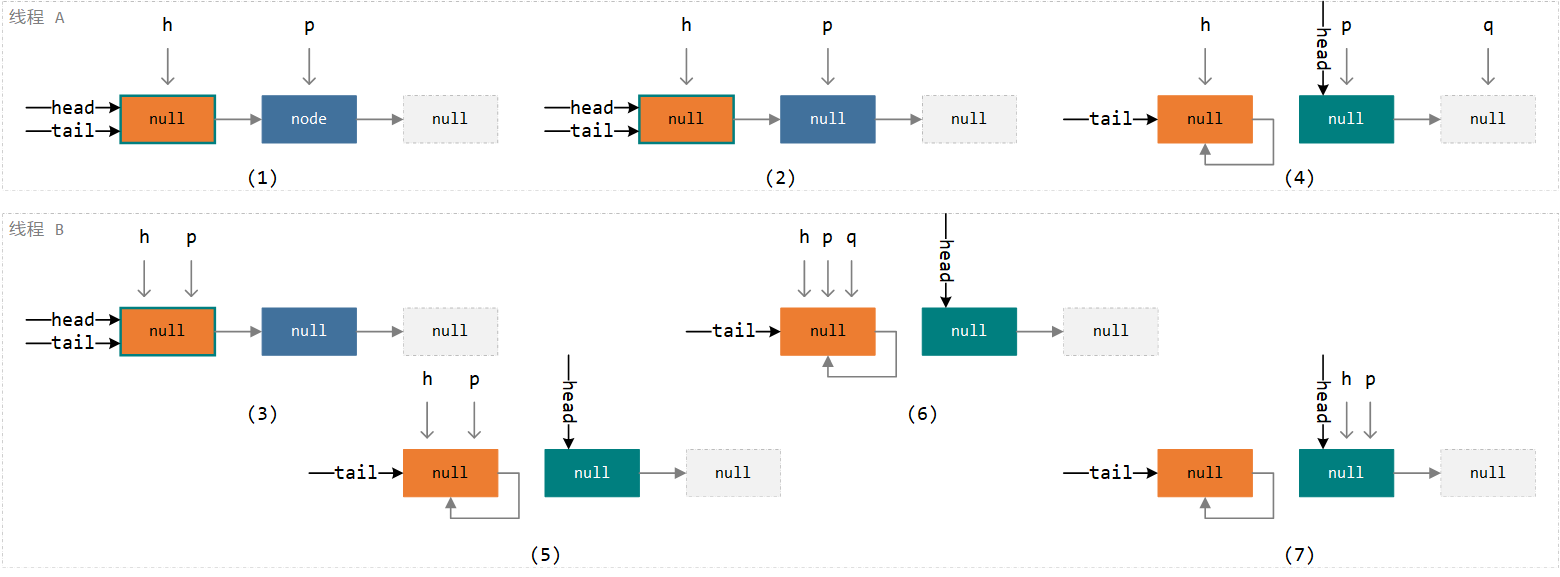 线程 A
h p
head
tail
null node null
(1)
h p
head
tail
null null null
(2)
h head p q
tail null null null
(4)
线程 B
h p
head
tail
null null null
(3)
h p head
tail null null null
(5)
h p q head
tail null null null
(6)
head h p
tail null null null
(7)